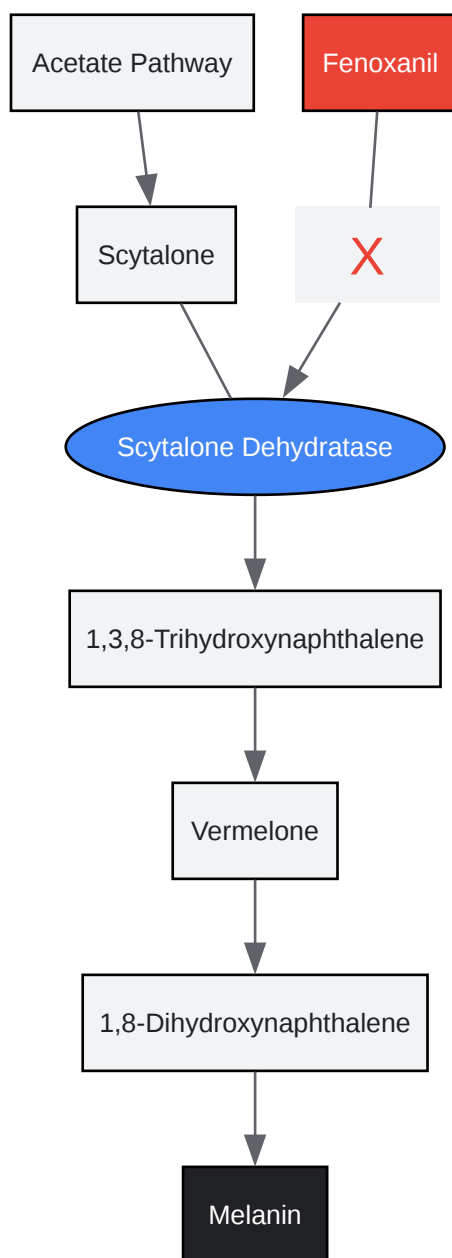 Acetate Pathway
Fenoxanil
Scytalone
X
Scytalone Dehydratase
1,3,8-Trihydroxynaphthalene
Vermelone
1,8-Dihydroxynaphthalene
Melanin